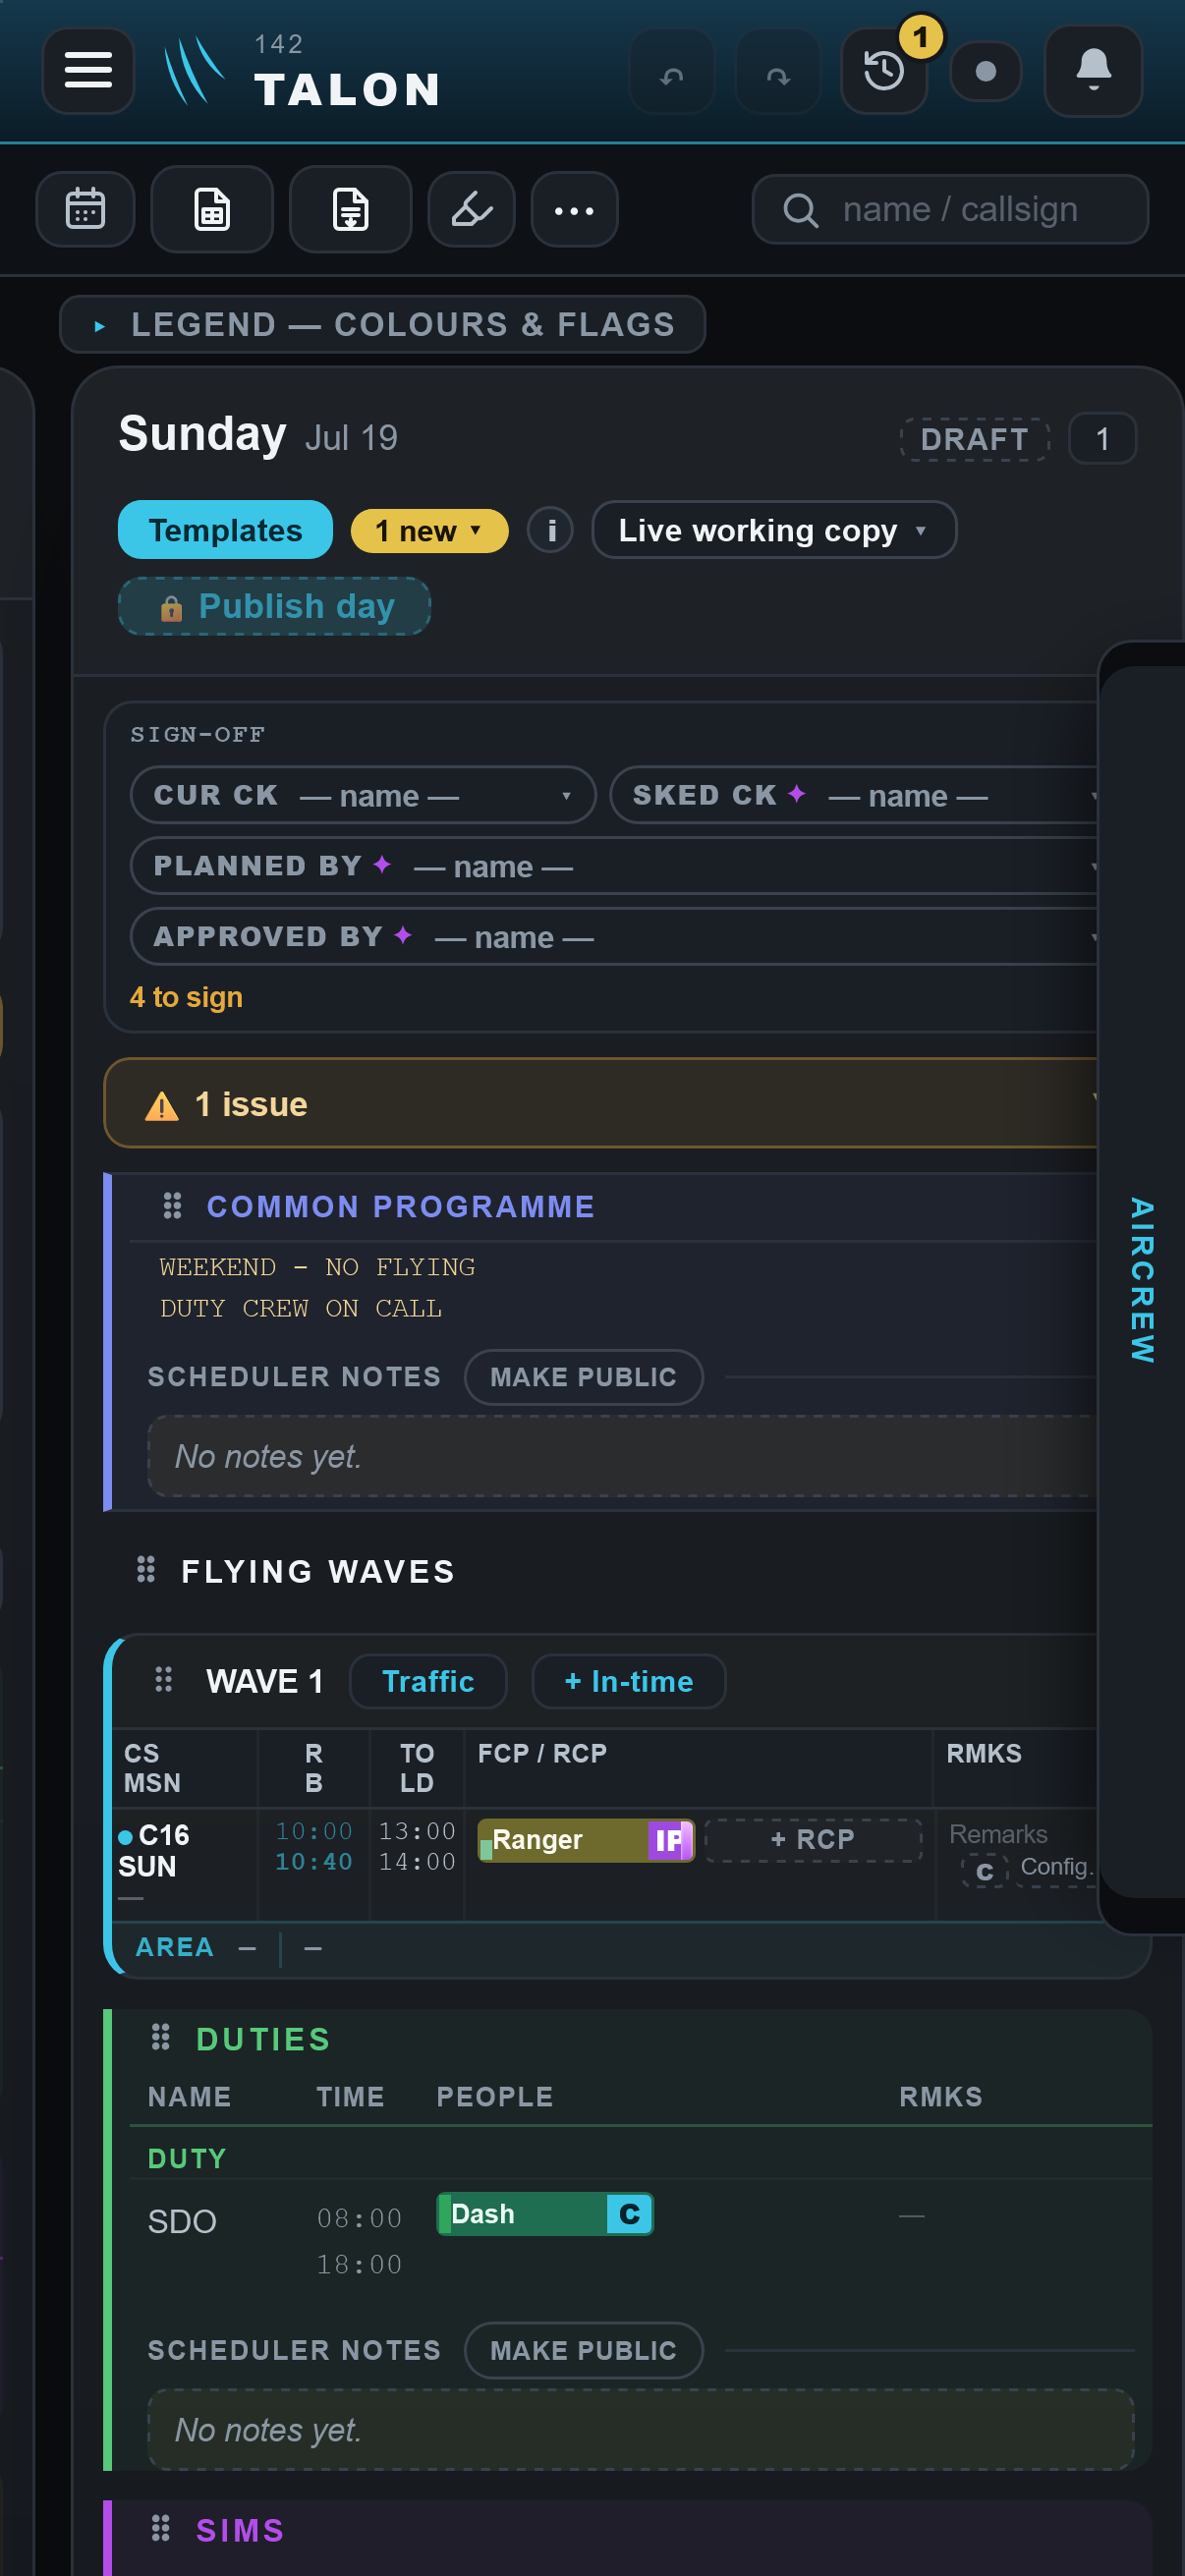 142
TALON
1
name / callsign
LEGEND — COLOURS & FLAGS
Sunday Jul 19 DRAFT 1
Templates 1 new i Live working copy
Publish day
SIGN-OFF
CUR CK — name — SKED CK — name —
PLANNED BY — name —
APPROVED BY — name —
4 to sign
1 issue
COMMON PROGRAMME
WEEKEND - NO FLYING
DUTY CREW ON CALL
AIRCREW
SCHEDULER NOTES MAKE PUBLIC
No notes yet.
FLYING WAVES
WAVE 1 Traffic + In-time
CS R TO FCP / RCP RMKS
MSN B LD
C16 10:00 13:00 Ranger IP + RCP Remarks
SUN 10:40 14:00 C Config.
—
AREA — —
DUTIES
NAME TIME PEOPLE RMKS
DUTY
SDO 08:00 Dash C —
18:00
SCHEDULER NOTES MAKE PUBLIC
No notes yet.
SIMS